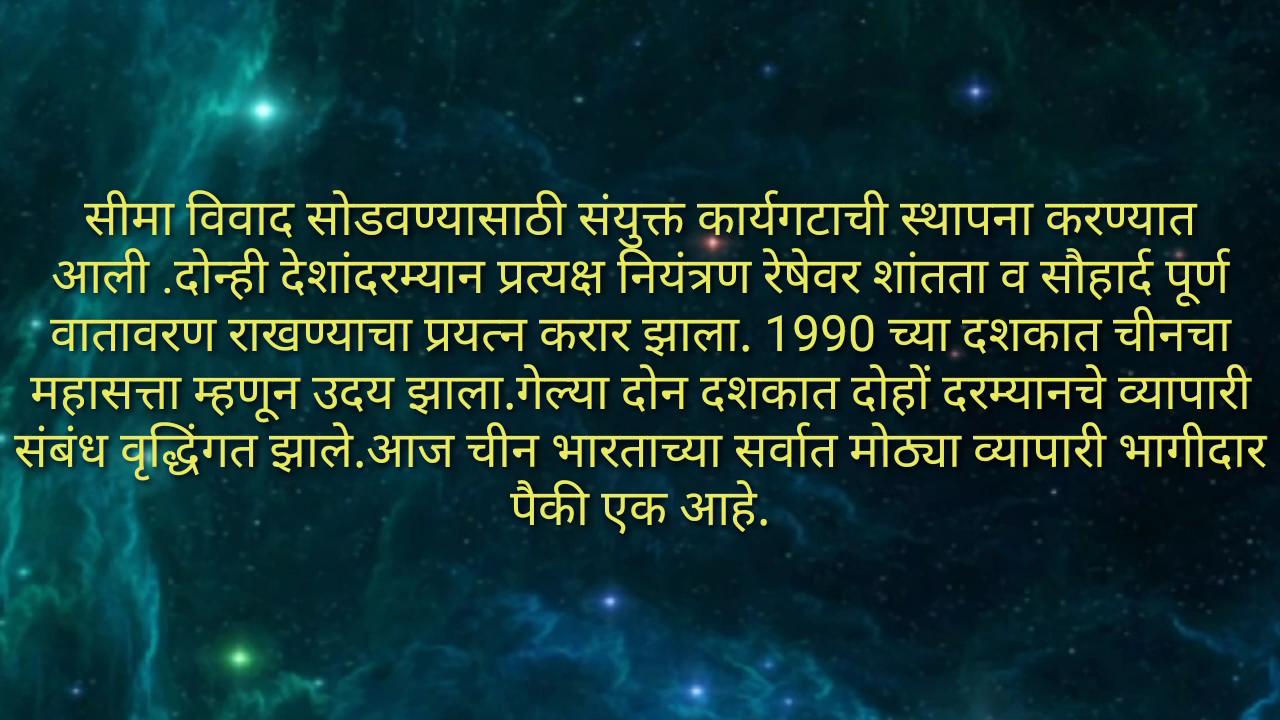 सीमा विवाद सोडवण्यासाठी संयुक्त कार्यगटाची स्थापना करण्यात
आली .दोन्ही देशांदरम्यान प्रत्यक्ष नियंत्रण रेषेवर शांतता व सौहार्द पूर्ण
वातावरण राखण्याचा प्रयत्न करार झाला. 1990 च्या दशकात चीनचा
महासत्ता म्हणून उदय झाला.गेल्या दोन दशकात दोहों दरम्यानचे व्यापारी
संबंध वृद्धिंगत झाले.आज चीन भारताच्या सर्वात मोठ्या व्यापारी भागीदार
पैकी एक आहे.